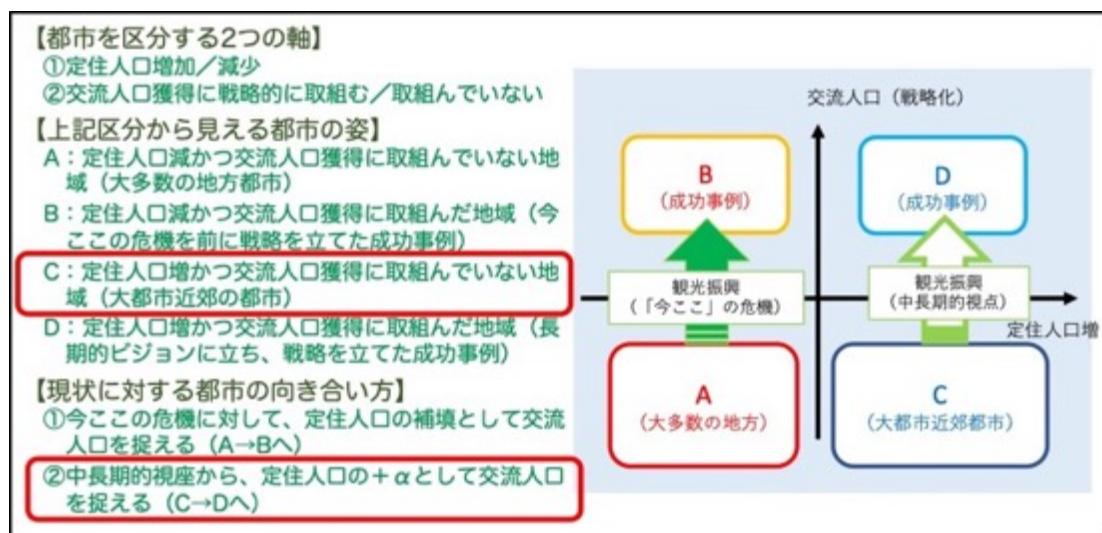 【都市を区分する2つの軸】
①定住人口増加／減少
②交流人口獲得に戦略的に取組む／取組んでいない
【上記区分から見える都市の姿】
A：定住人口減かつ交流人口獲得に取組んでいない地
域（大多数の地方都市）
B：定住人口減かつ交流人口獲得に取組んだ地域（今
ここの危機を前に戦略を立てた成功事例）
C：定住人口増かつ交流人口獲得に取組んでいない地
域（大都市近郊の都市）
D：定住人口増かつ交流人口獲得に取組んだ地域（長
期的ビジョンに立ち、戦略を立てた成功事例）
【現状に対する都市の向き合い方】
①今ここの危機に対して、定住人口の補填として交流
人口を捉える（A→Bへ）
②中長期的視座から、定住人口の＋αとして交流人口
を捉える（C→Dへ）
交流人口（戦略化）
B
（成功事例）
D
（成功事例）
観光振興
（「今ここ」の危機）
観光振興
（中長期的視点）
定住人口増
A
（大多数の地方）
C
（大都市近郊都市）